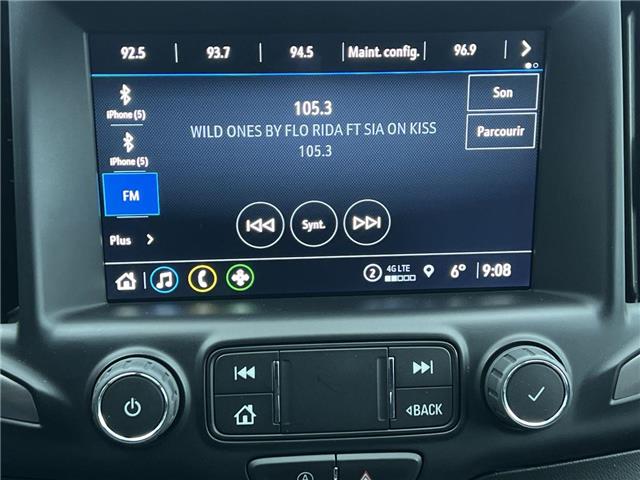 92.5 93.7 94.5 Maint. config. 96.9
iPhone (5)
iPhone (5)
FM
Plus
105.3
WILD ONES BY FLO RIDA FT SIA ON KISS
105.3
Son
Parcourir
Synt.
2 4G LTE 6° 9:08
BACK
A